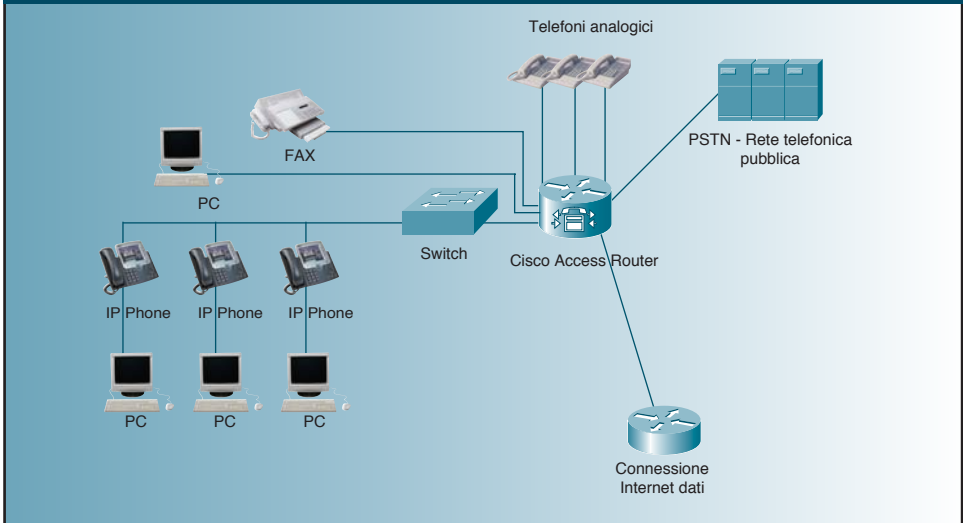 Telefoni analogici
FAX
PSTN - Rete telefonica
pubblica
PC
Switch
Cisco Access Router
IP Phone
IP Phone
IP Phone
PC
PC
PC
Connessione
Internet dati